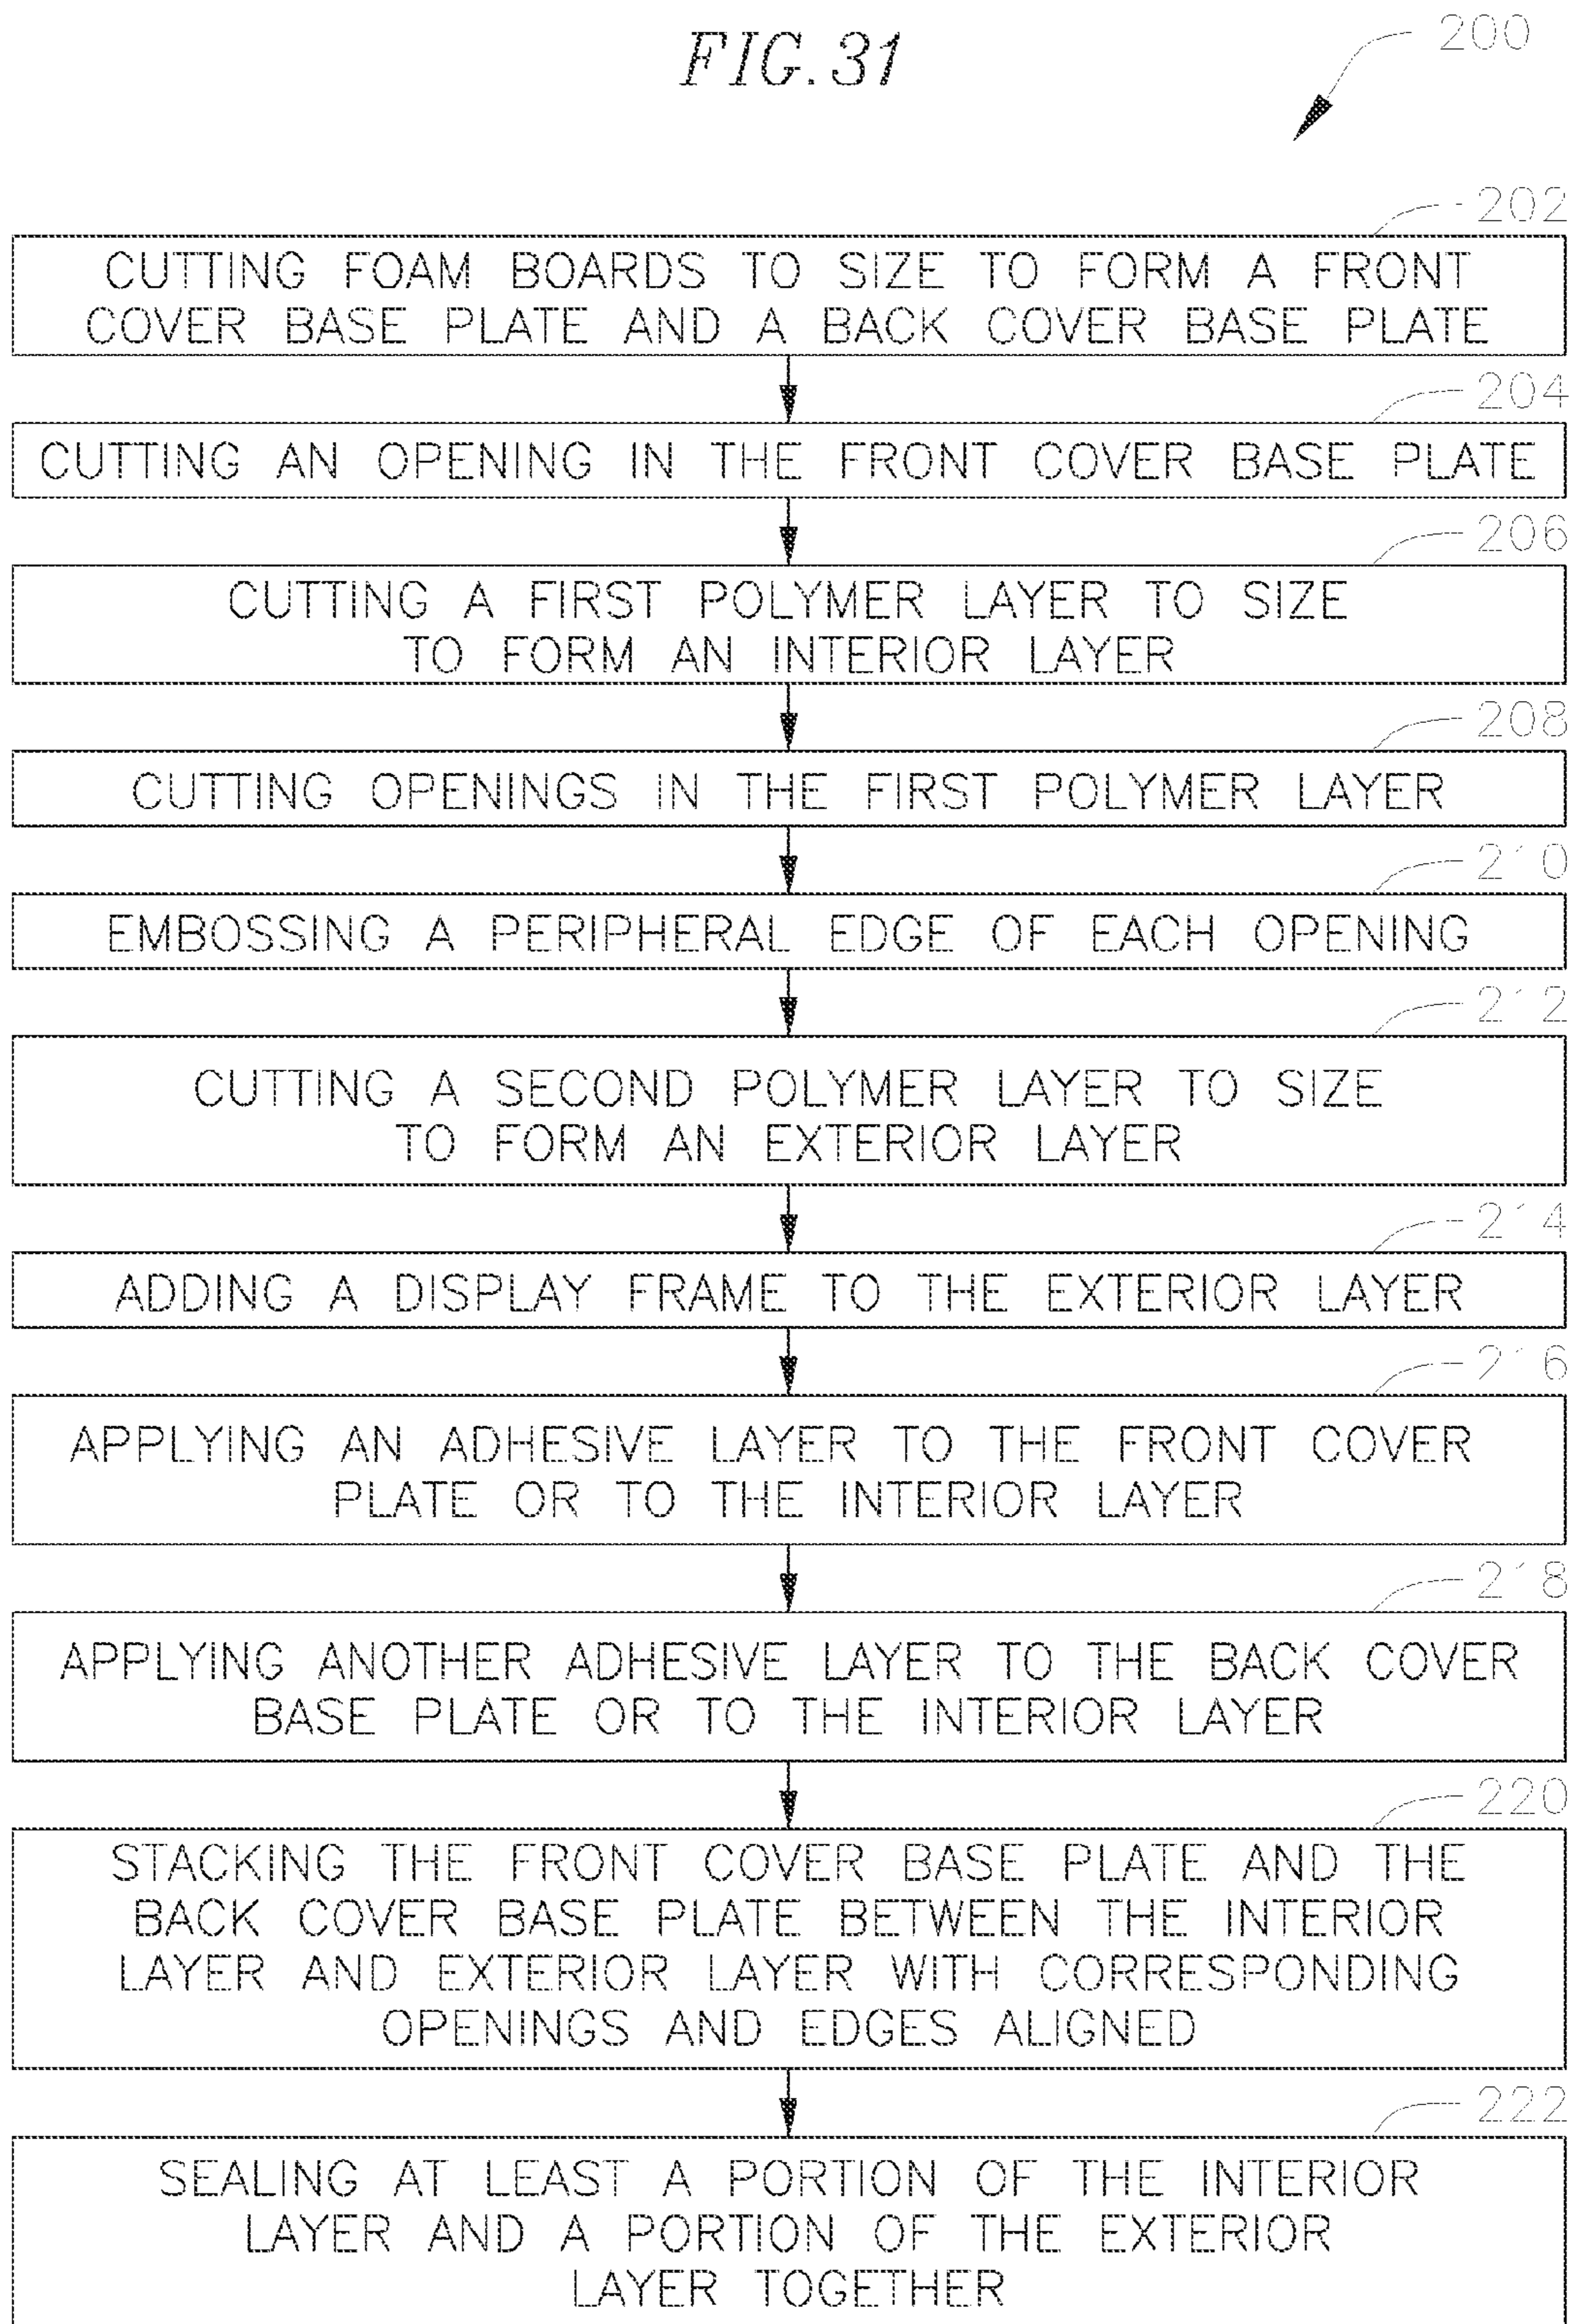 FIG. 31
200
202
CUTTING FOAM BOARDS TO SIZE TO FORM A FRONT
COVER BASE PLATE AND A BACK COVER BASE PLATE
204
CUTTING AN OPENING IN THE FRONT COVER BASE PLATE
206
CUTTING A FIRST POLYMER LAYER TO SIZE
TO FORM AN INTERIOR LAYER
208
CUTTING OPENINGS IN THE FIRST POLYMER LAYER
210
EMBOSSING A PERIPHERAL EDGE OF EACH OPENING
212
CUTTING A SECOND POLYMER LAYER TO SIZE
TO FORM AN EXTERIOR LAYER
214
ADDING A DISPLAY FRAME TO THE EXTERIOR LAYER
216
APPLYING AN ADHESIVE LAYER TO THE FRONT COVER
PLATE OR TO THE INTERIOR LAYER
218
APPLYING ANOTHER ADHESIVE LAYER TO THE BACK COVER
BASE PLATE OR TO THE INTERIOR LAYER
220
STACKING THE FRONT COVER BASE PLATE AND THE
BACK COVER BASE PLATE BETWEEN THE INTERIOR
LAYER AND EXTERIOR LAYER WITH CORRESPONDING
OPENINGS AND EDGES ALIGNED
222
SEALING AT LEAST A PORTION OF THE INTERIOR
LAYER AND A PORTION OF THE EXTERIOR
LAYER TOGETHER